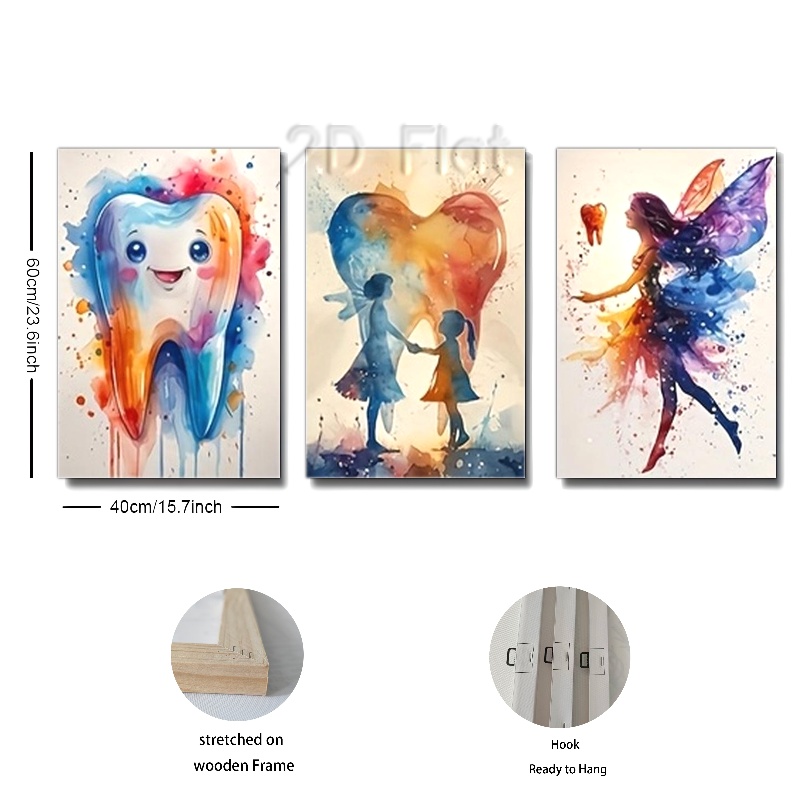 2D Flat
60cm/23.6inch
40cm/15.7inch
stretched on
wooden Frame
Hook
Ready to Hang